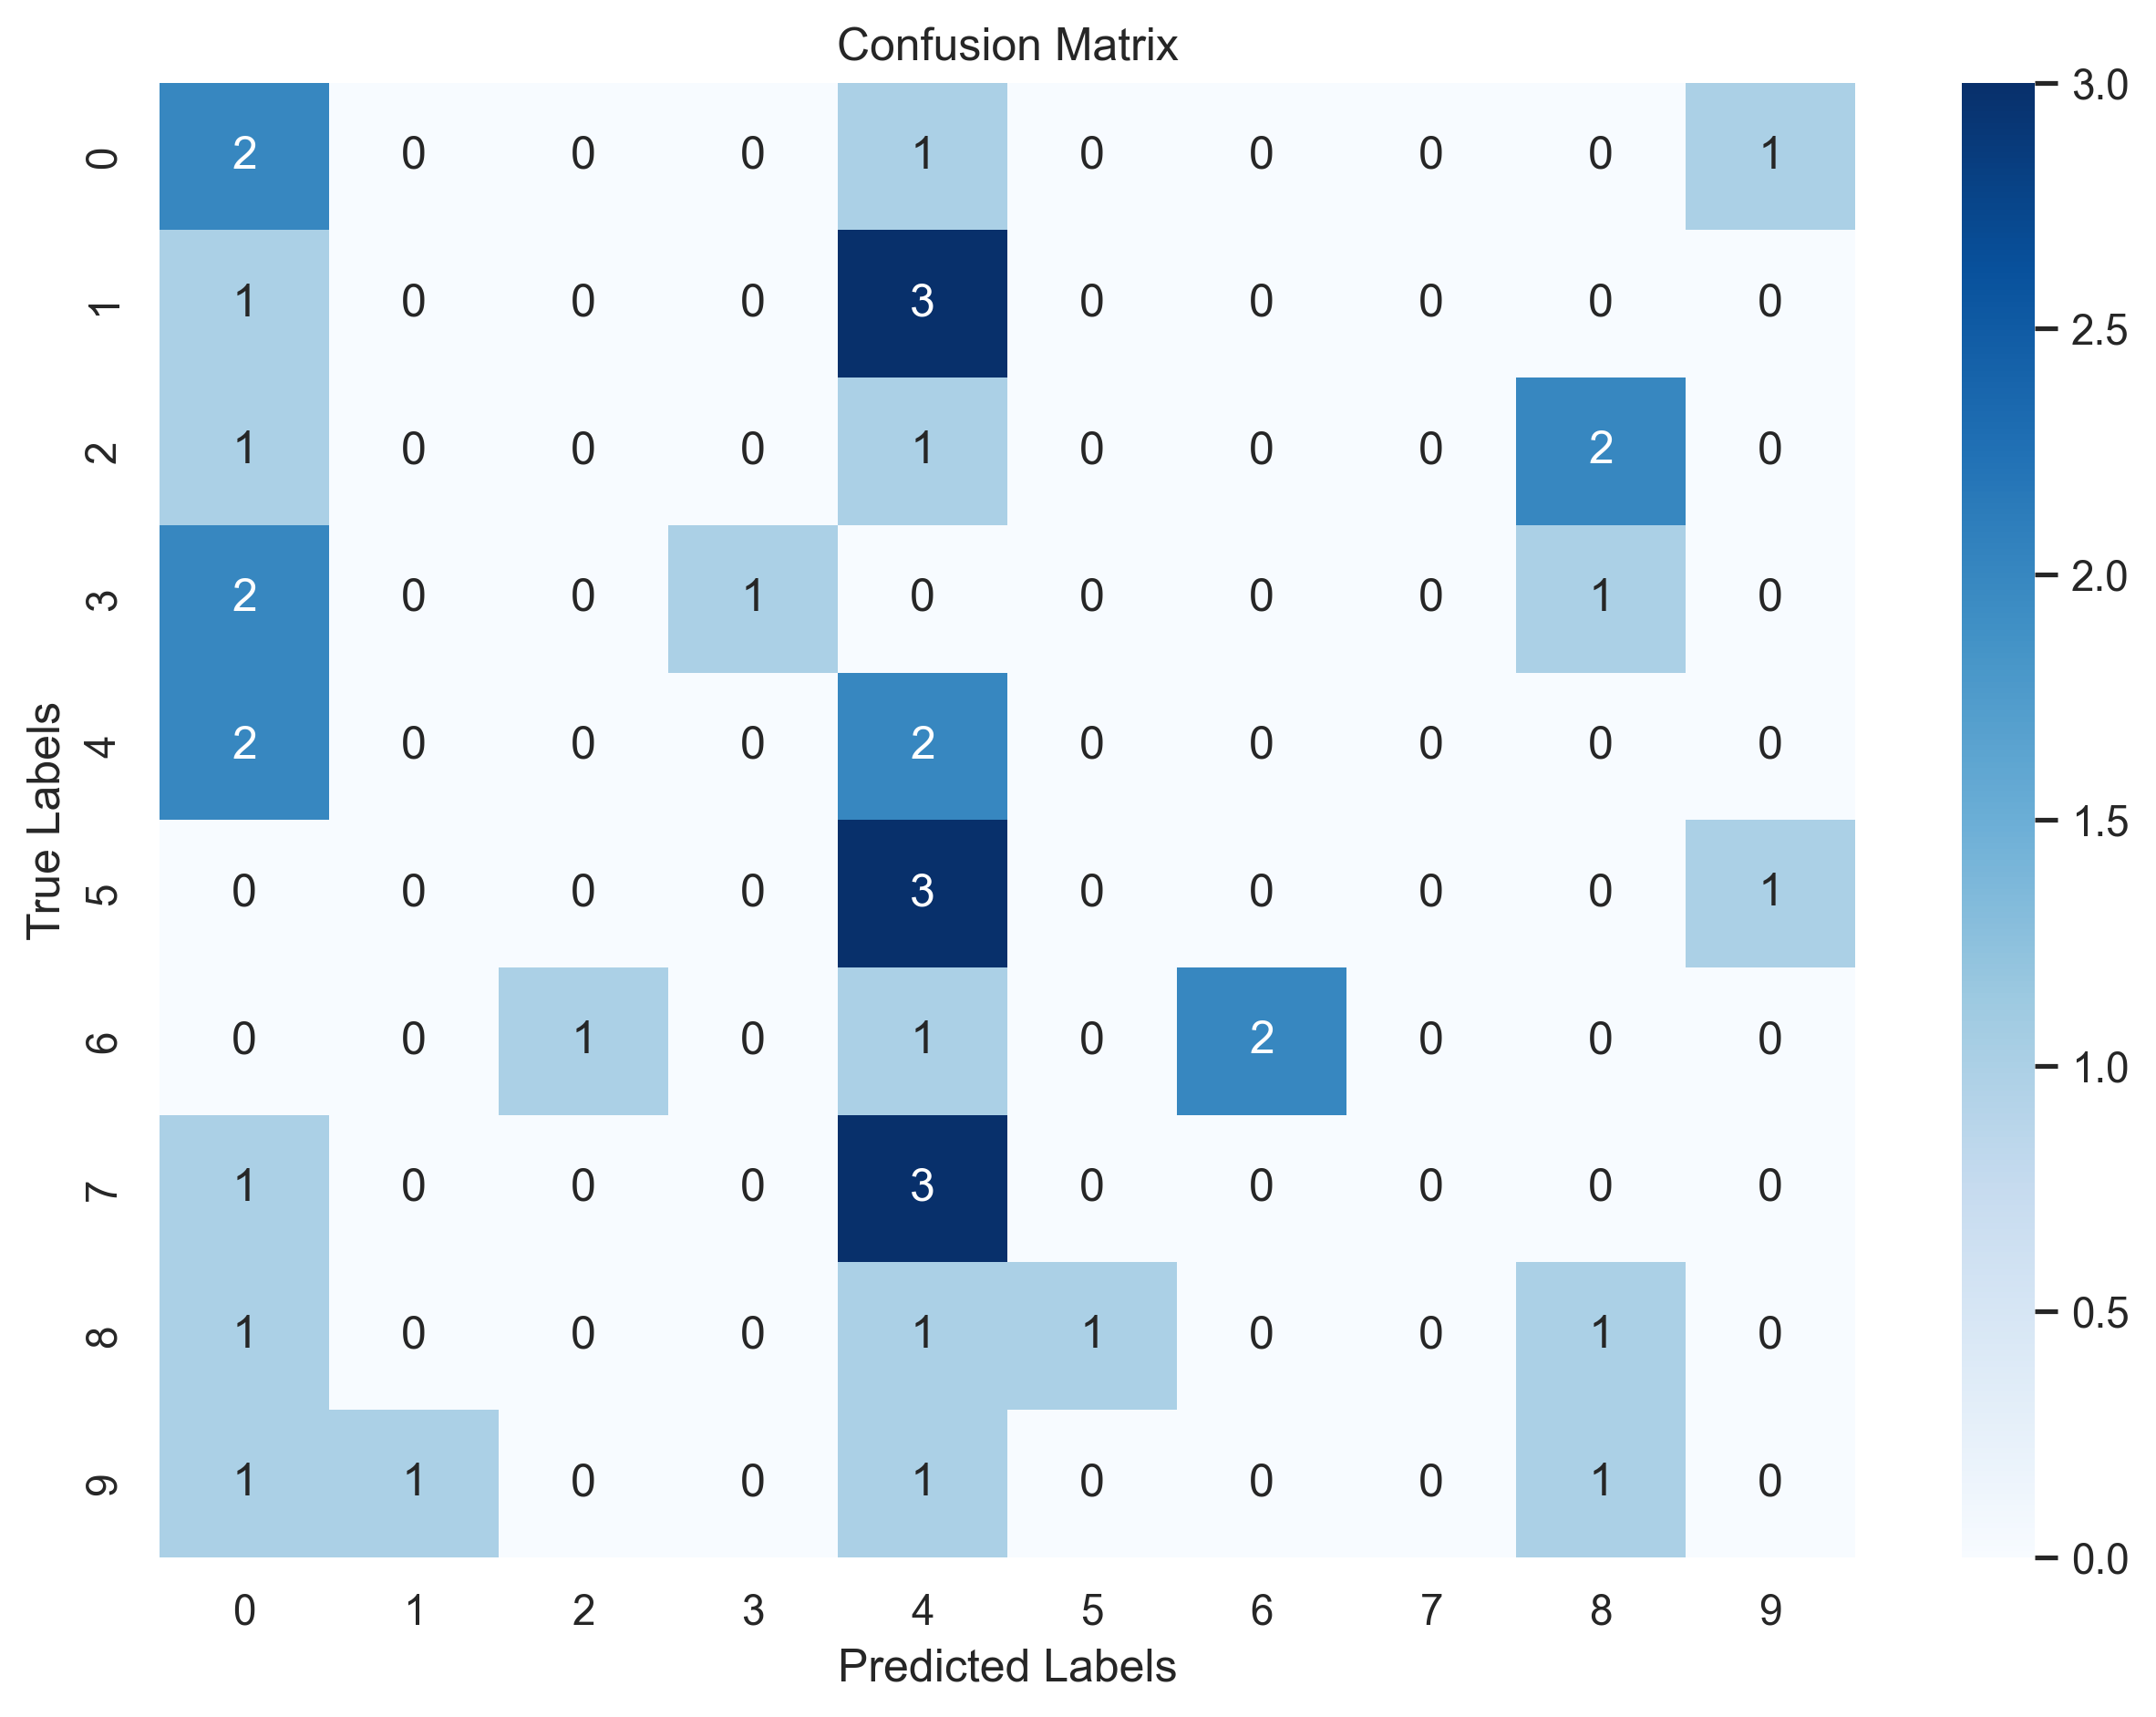 Confusion Matrix
0 2 0 0 0 1 0 0 0 0 1
1 1 0 0 0 3 0 0 0 0 0
2 1 0 0 0 1 0 0 0 2 0
3 2 0 0 1 0 0 0 0 1 0
4 2 0 0 0 2 0 0 0 0 0
5 0 0 0 0 3 0 0 0 0 1
6 0 0 1 0 1 0 2 0 0 0
7 1 0 0 0 3 0 0 0 0 0
8 1 0 0 0 1 1 0 0 1 0
9 1 1 0 0 1 0 0 0 1 0
0 1 2 3 4 5 6 7 8 9
Predicted Labels
True Labels
3.0
2.5
2.0
1.5
1.0
0.5
0.0